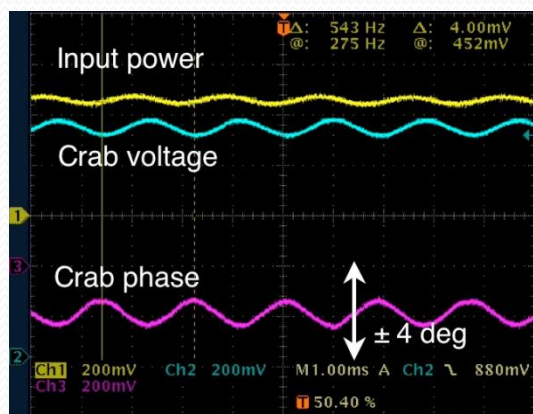 Δ: 543 Hz Δ: 4.00mV
@: 275 Hz @: 452mV
Input power
Crab voltage
1
3
Crab phase
± 4 deg
2
Ch1 200mV Ch2 200mV M1.00ms A Ch2 880mV
Ch3 200mV
T 50.40 %
T